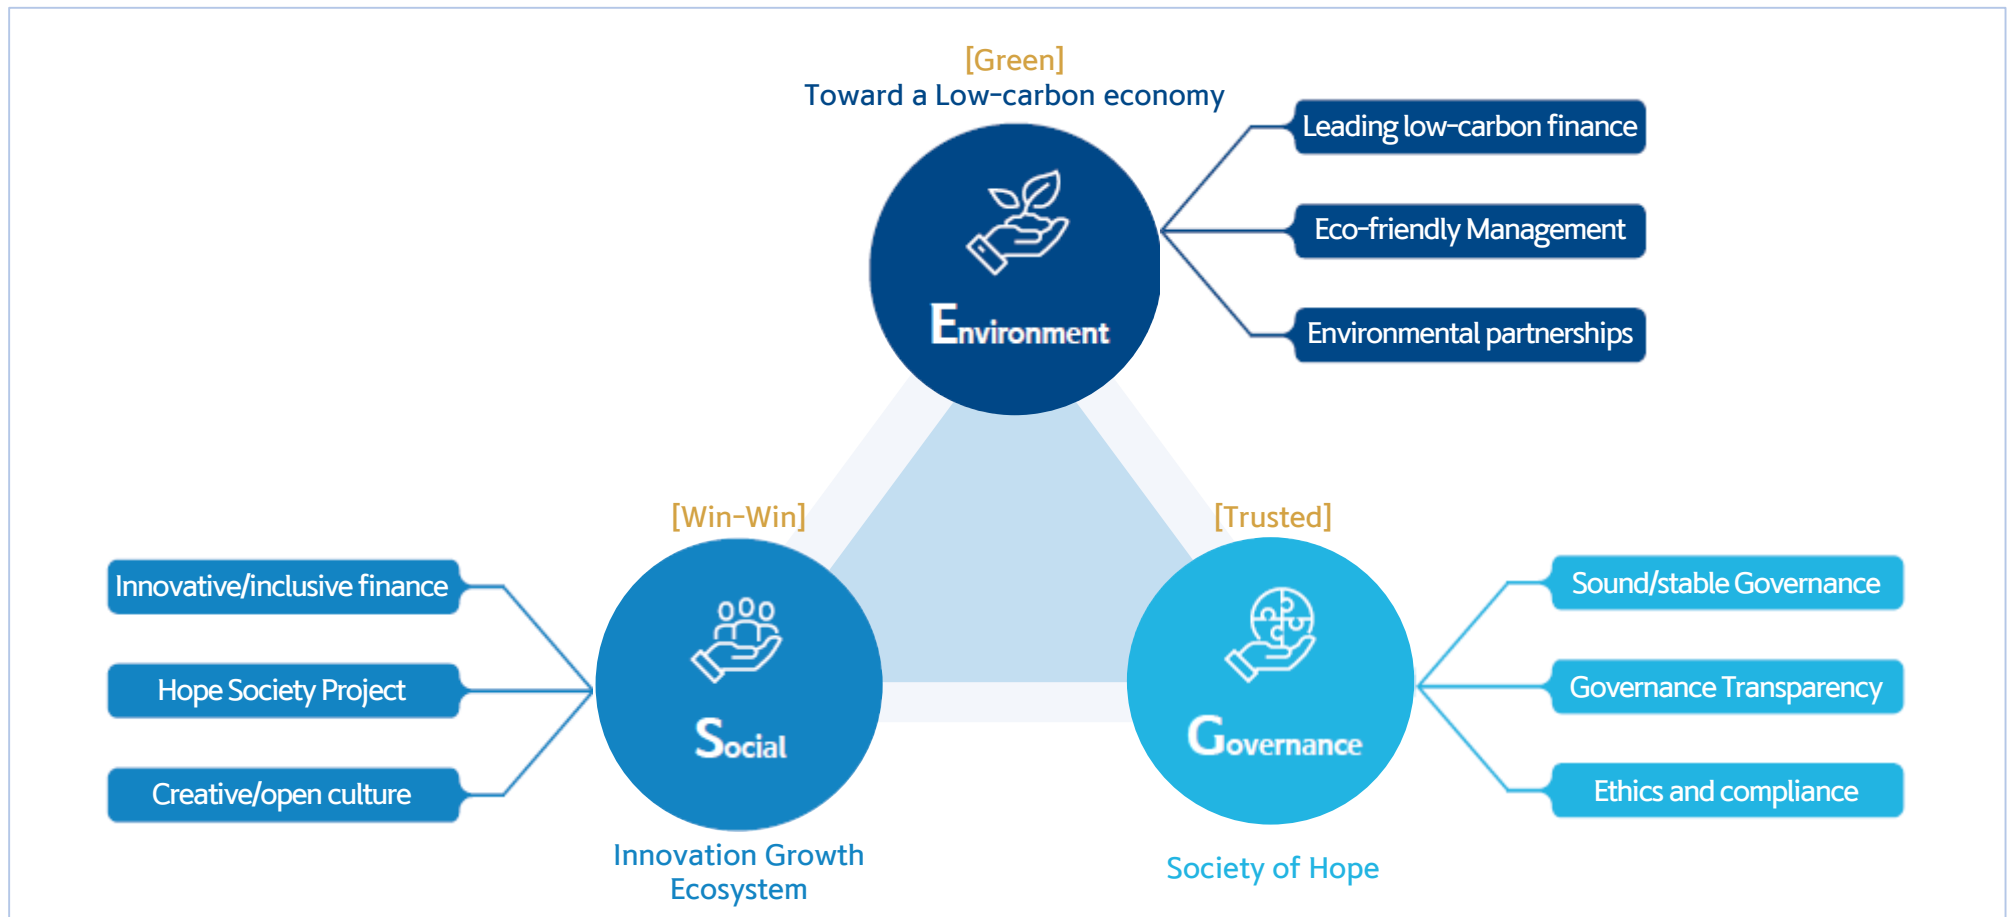 [Green]
Toward a Low-carbon economy
Environment
Leading low-carbon finance
Eco-friendly Management
Environmental partnerships
[Win-Win]
Social
Innovation Growth
Ecosystem
Innovative/inclusive finance
Hope Society Project
Creative/open culture
[Trusted]
Governance
Society of Hope
Sound/stable Governance
Governance Transparency
Ethics and compliance